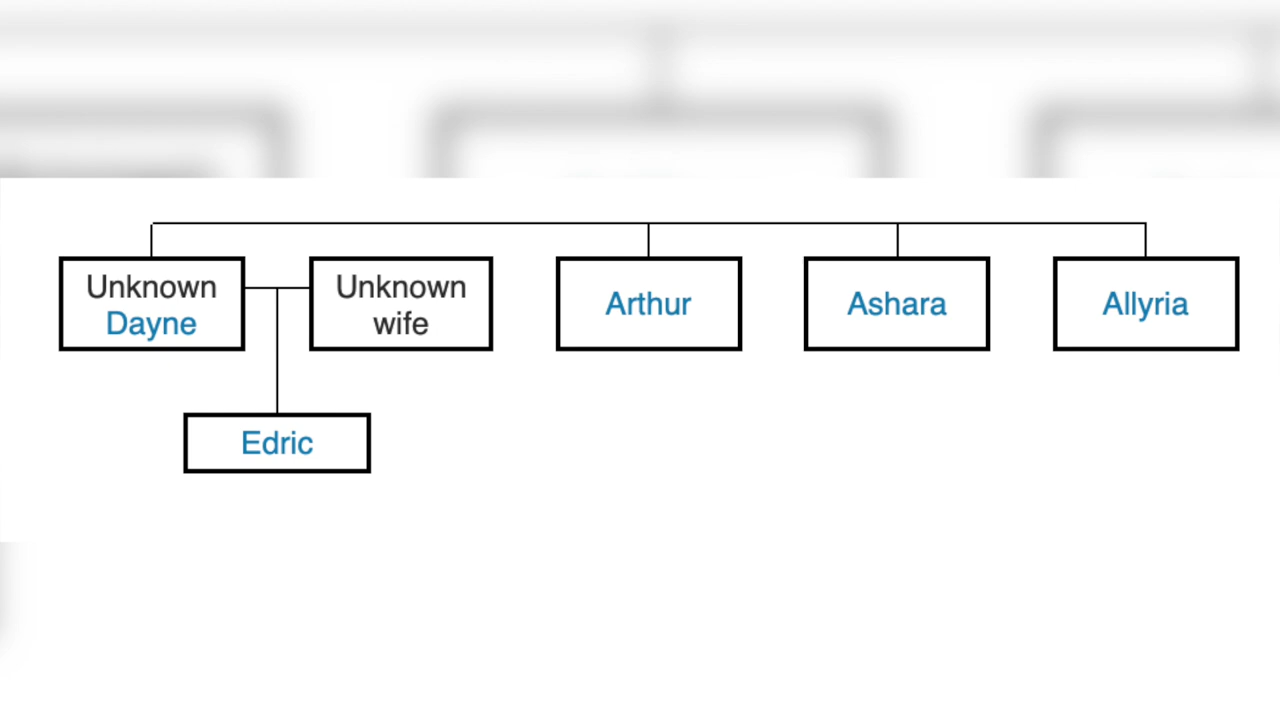 Unknown
Dayne
Unknown
wife
Arthur
Ashara
Allyria
Edric